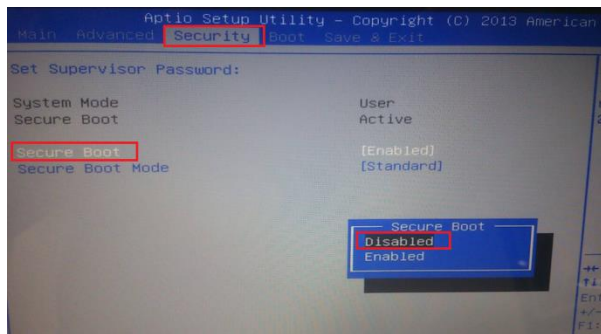 Aptio Setup Utility – Copyright (C) 2013 American
Main Advanced Security Boot Save & Exit
Set Supervisor Password:
System Mode User
Secure Boot Active
Secure Boot [Enabled]
Secure Boot Mode [Standard]
Secure Boot
Disabled
Enabled